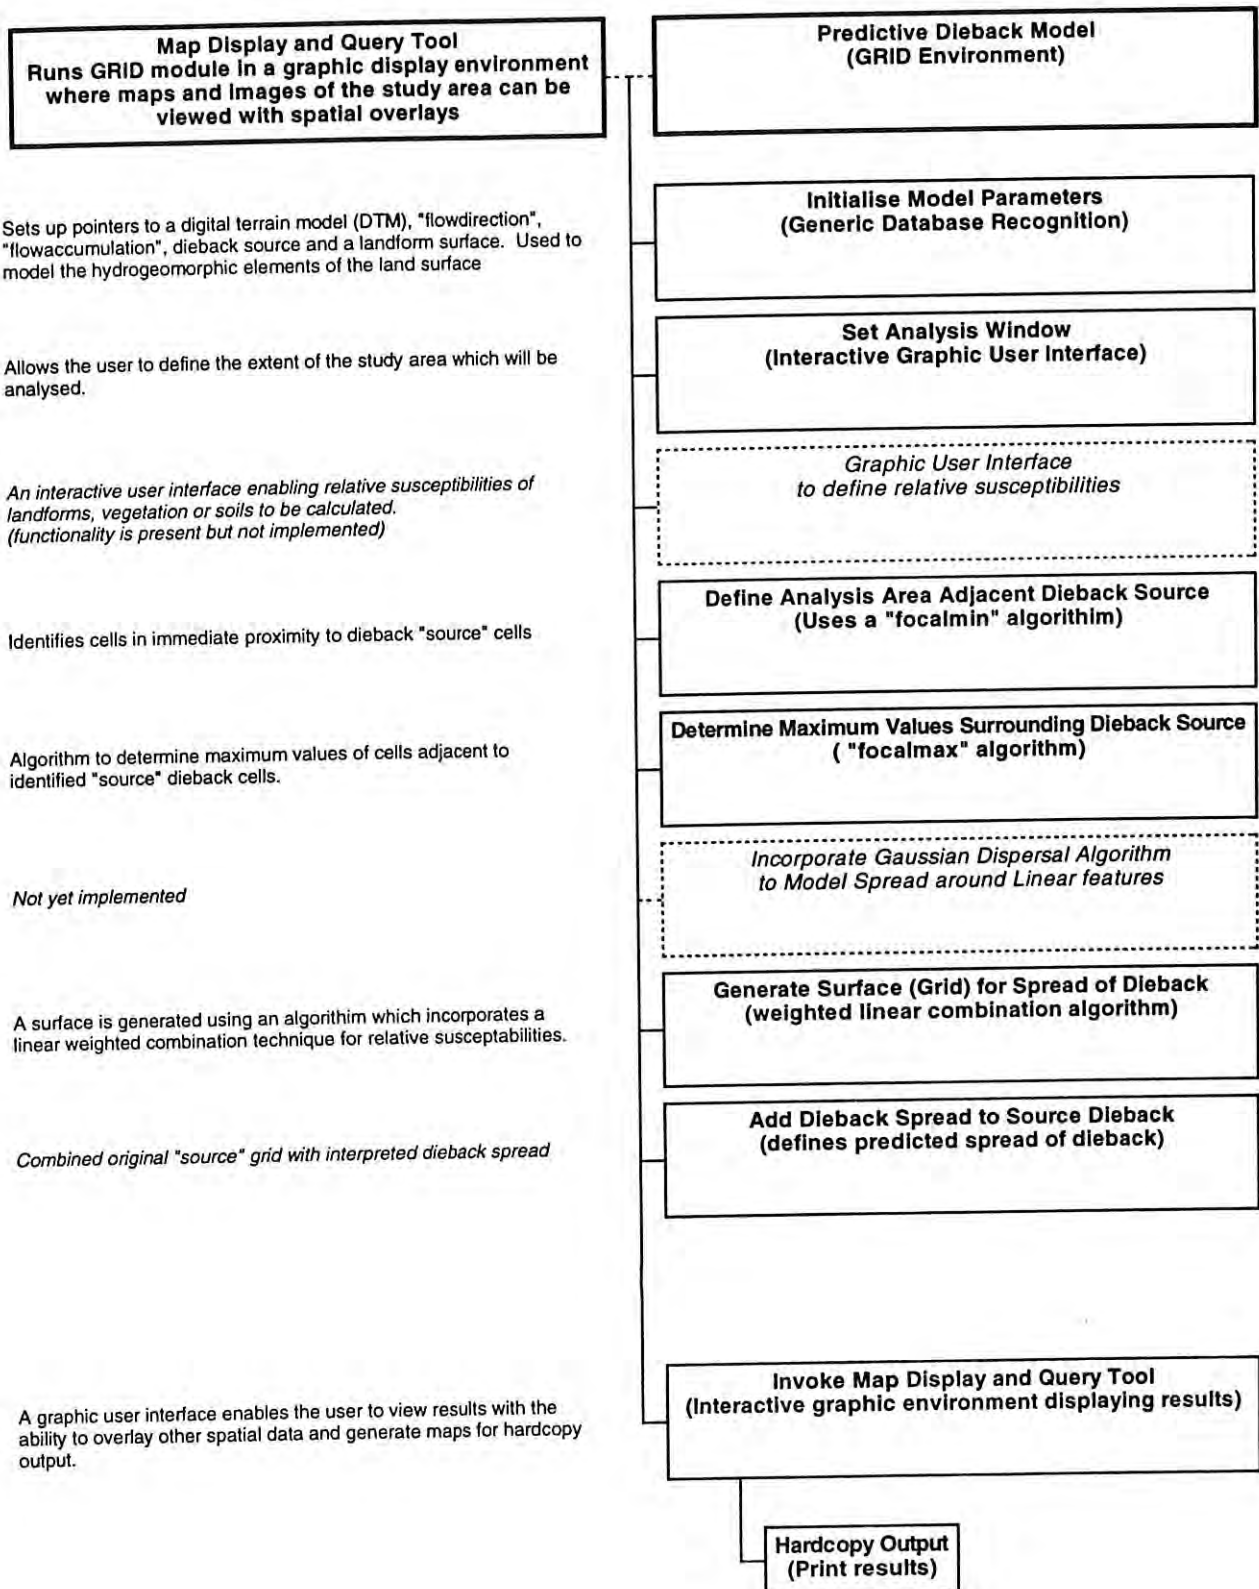 Map Display and Query Tool
Runs GRID module in a graphic display environment
where maps and images of the study area can be
viewed with spatial overlays
Predictive Dieback Model
(GRID Environment)
Sets up pointers to a digital terrain model (DTM), "flowdirection",
"flowaccumulation", dieback source and a landform surface. Used to
model the hydrogeomorphic elements of the land surface
Initialise Model Parameters
(Generic Database Recognition)
Allows the user to define the extent of the study area which will be
analysed.
Set Analysis Window
(Interactive Graphic User Interface)
An interactive user interface enabling relative susceptibilities of
landforms, vegetation or soils to be calculated.
(functionality is present but not implemented)
Graphic User Interface
to define relative susceptibilities
Identifies cells in immediate proximity to dieback "source" cells
Define Analysis Area Adjacent Dieback Source
(Uses a "focalmin" algorithim)
Algorithm to determine maximum values of cells adjacent to
identified "source" dieback cells.
Determine Maximum Values Surrounding Dieback Source
( "focalmax" algorithm)
Not yet implemented
Incorporate Gaussian Dispersal Algorithm
to Model Spread around Linear features
A surface is generated using an algorithim which incorporates a
linear weighted combination technique for relative susceptabilities.
Generate Surface (Grid) for Spread of Dieback
(weighted linear combination algorithm)
Combined original "source" grid with interpreted dieback spread
Add Dieback Spread to Source Dieback
(defines predicted spread of dieback)
A graphic user interface enables the user to view results with the
ability to overlay other spatial data and generate maps for hardcopy
output.
Invoke Map Display and Query Tool
(Interactive graphic environment displaying results)
Hardcopy Output
(Print results)